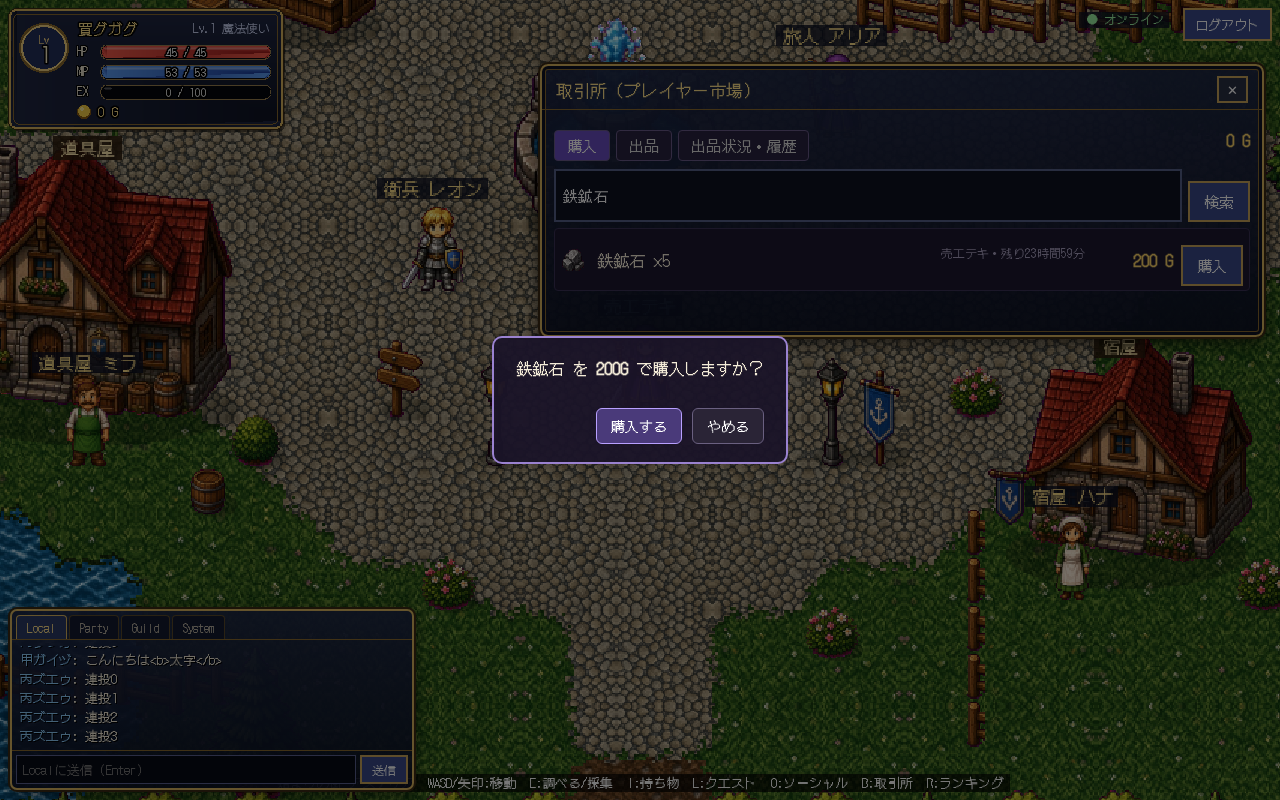 Lv
1
買グガグ Lv.1 魔法使い
HP 45 / 45
MP 53 / 53
EX 0 / 100
0 G
旅人 アリア
オンライン
ログアウト
取引所（プレイヤー市場） ×
購入 出品 出品状況・履歴 0 G
鉄鉱石 検索
鉄鉱石 x5 売エテキ・残り23時間59分 200 G 購入
道具屋
衛兵 レオン
道具屋 ミラ
宿屋
宿屋 ハナ
鉄鉱石 を 200G で購入しますか？
購入する やめる
Local Party Guild System
甲ガイゾ: こんにちは<b>太字</b>
丙ズエゥ: 連投0
丙ズエゥ: 連投1
丙ズエゥ: 連投2
丙ズエゥ: 連投3
Localに送信（Enter） 送信
WASD/矢印:移動 E:調べる/採集 I:持ち物 L:クエスト O:ソーシャル B:取引所 R:ランキング